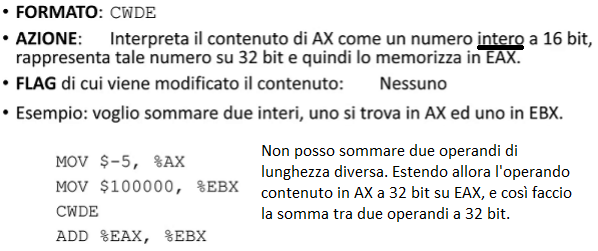 • FORMATO: CWDE
• AZIONE: Interpreta il contenuto di AX come un numero intero a 16 bit,
rappresenta tale numero su 32 bit e quindi lo memorizza in EAX.
• FLAG di cui viene modificato il contenuto: Nessuno
• Esempio: voglio sommare due interi, uno si trova in AX ed uno in EBX.
MOV $-5, %AX
MOV $100000, %EBX
CWDE
ADD %EAX, %EBX
Non posso sommare due operandi di
lunghezza diversa. Estendo allora l'operando
contenuto in AX a 32 bit su EAX, e così faccio
la somma tra due operandi a 32 bit.